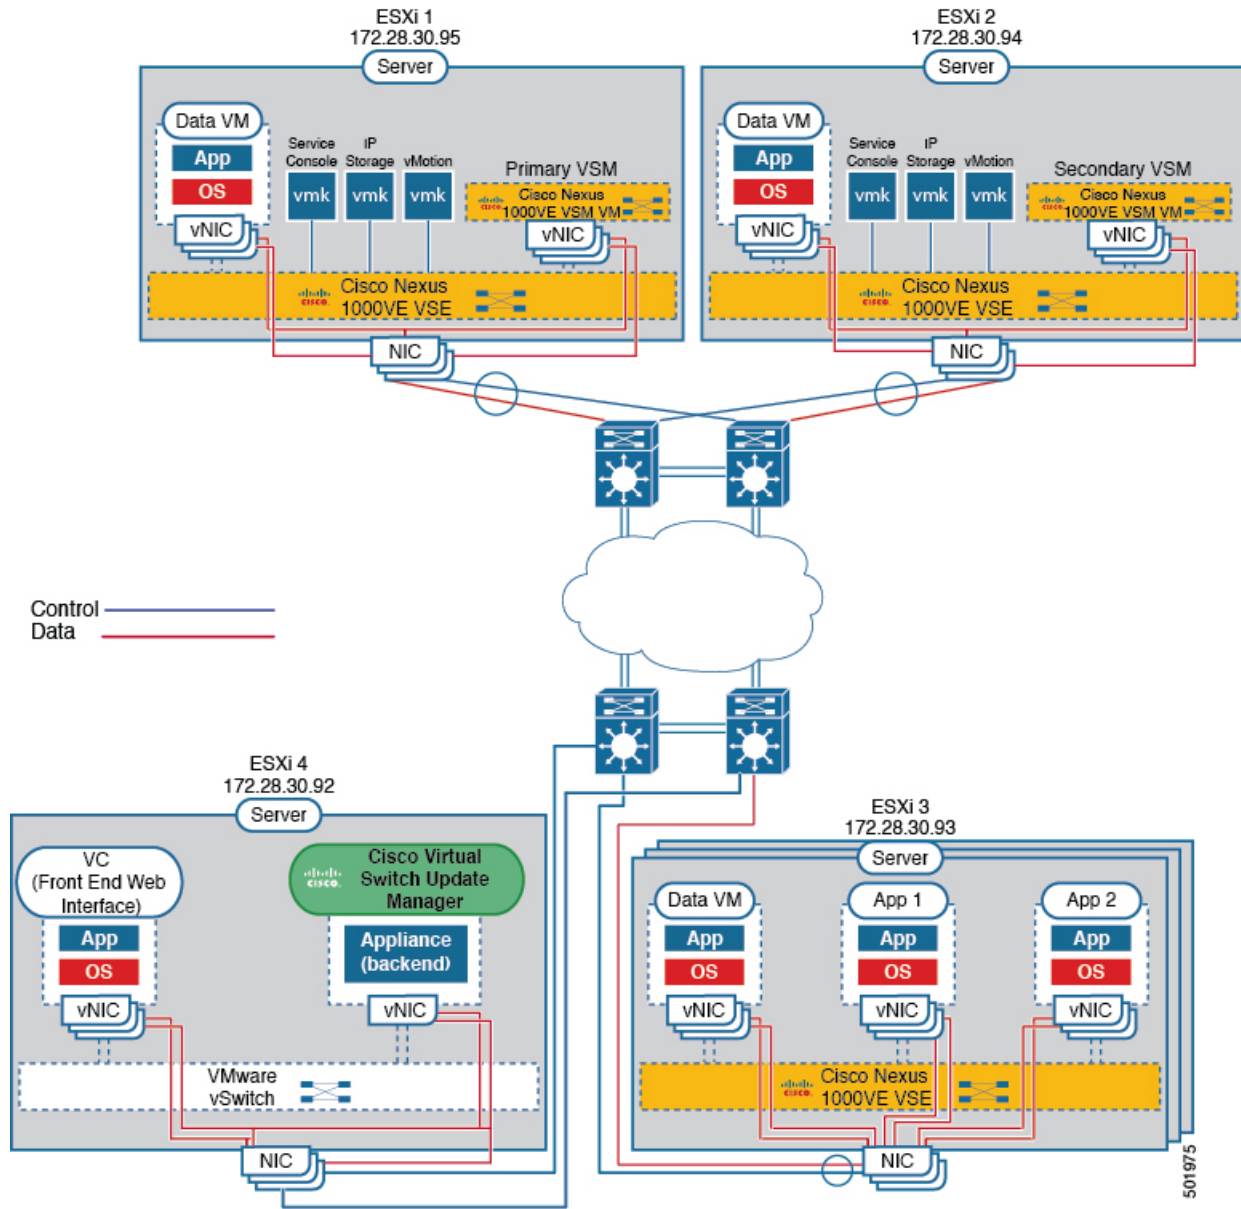 ESXi 1
172.28.30.95
Server
Data VM
App
OS
vNIC
Service
Console
vmk
IP
Storage
vmk
vMotion
vmk
Primary VSM
CISCO.
Cisco Nexus
1000VE VSM VM
vNIC
CISCO.
Cisco Nexus
1000VE VSE
NIC
ESXi 2
172.28.30.94
Server
Data VM
App
OS
vNIC
Service
Console
vmk
IP
Storage
vmk
vMotion
vmk
Secondary VSM
CISCO.
Cisco Nexus
1000VE VSM VM
vNIC
CISCO.
Cisco Nexus
1000VE VSE
NIC
Control
Data
ESXi 4
172.28.30.92
Server
VC
(Front End Web
Interface)
App
OS
vNIC
CISCO.
Cisco Virtual
Switch Update
Manager
Appliance
(backend)
vNIC
VMware
vSwitch
NIC
ESXi 3
172.28.30.93
Server
Data VM
App
OS
vNIC
App 1
App
OS
vNIC
App 2
App
OS
vNIC
CISCO.
Cisco Nexus
1000VE VSE
NIC
501975